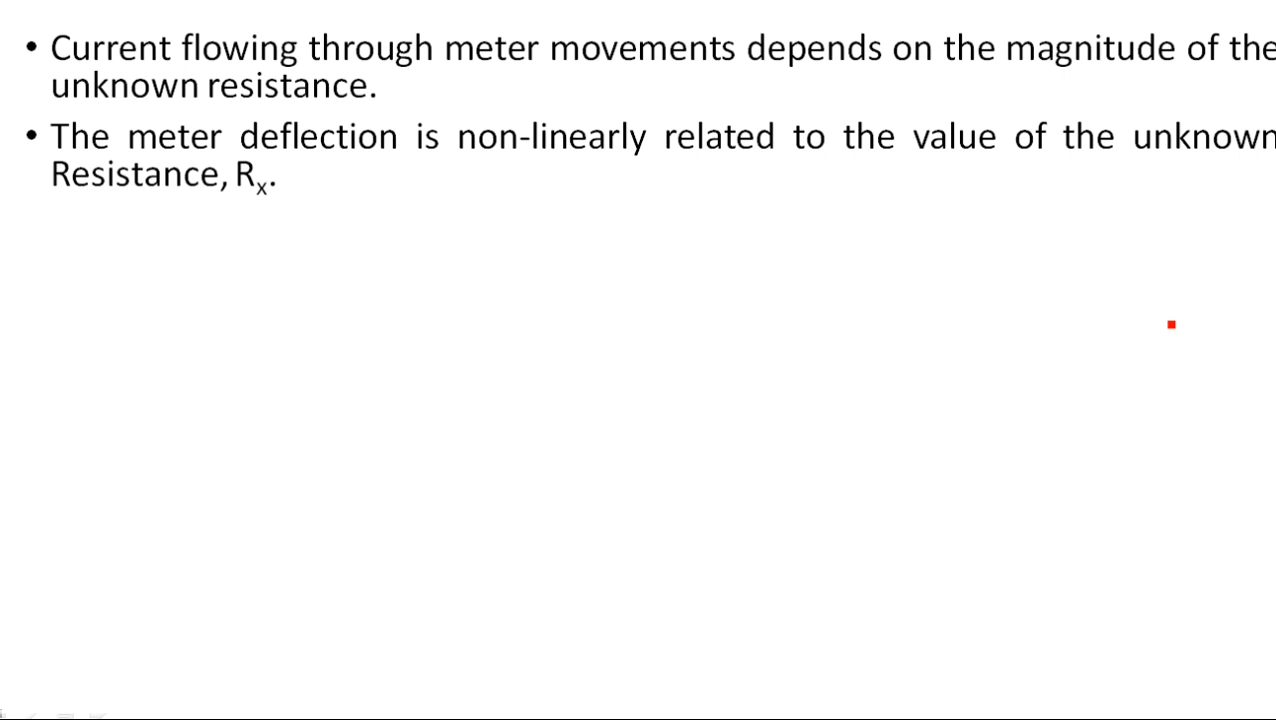 • Current flowing through meter movements depends on the magnitude of the
unknown resistance.
• The meter deflection is non-linearly related to the value of the unknown
Resistance, Rₓ.